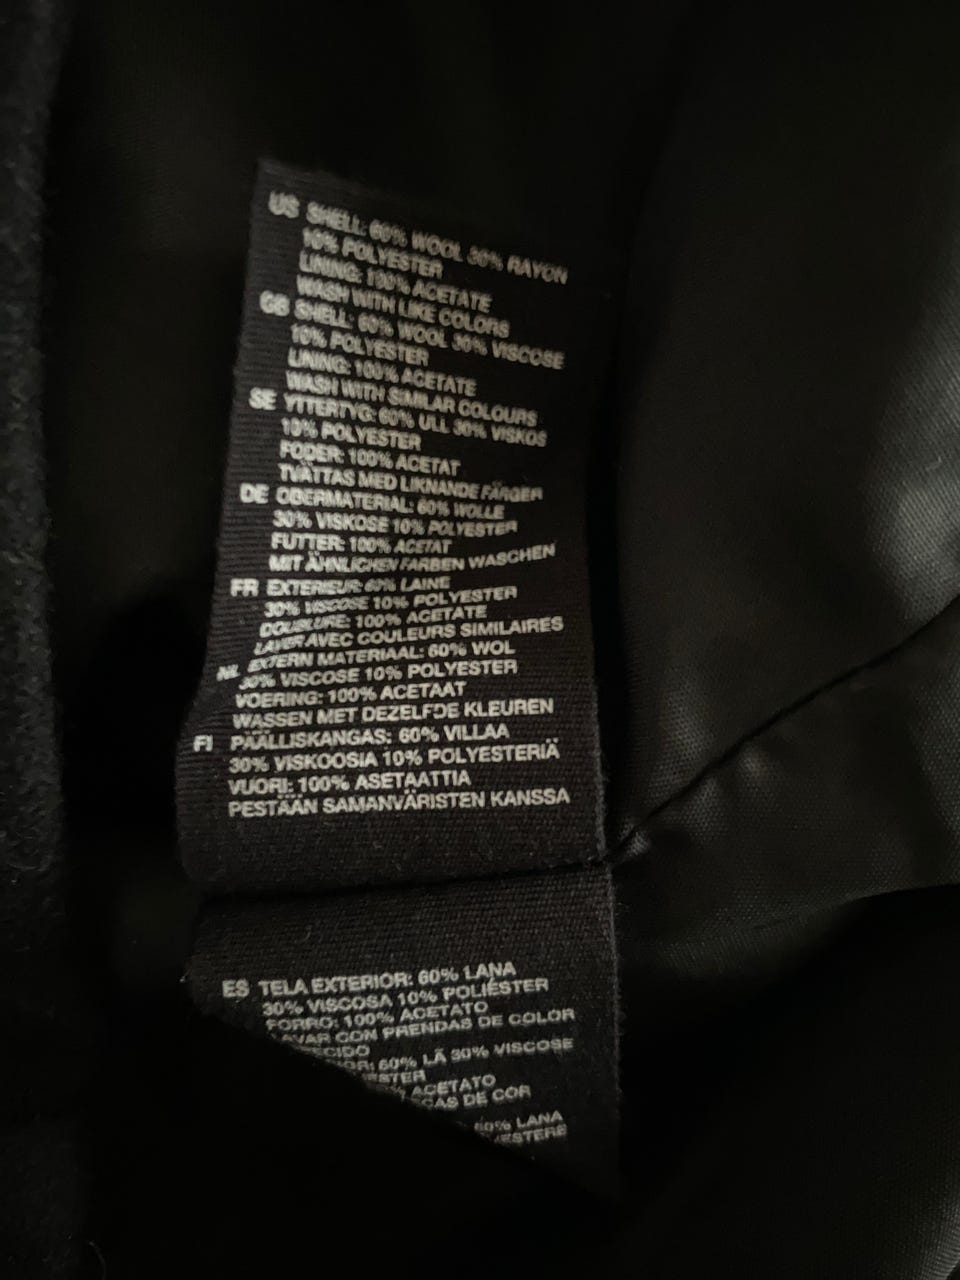 US SHELL: 60% WOOL 30% RAYON
10% POLYESTER
LINING: 100% ACETATE
WASH WITH LIKE COLORS
GB SHELL: 60% WOOL 30% VISCOSE
10% POLYESTER
LINING: 100% ACETATE
WASH WITH SIMILAR COLOURS
SE YTTERTYG: 60% ULL 30% VISKOS
10% POLYESTER
FODER: 100% ACETAT
TVÄTTAS MED LIKNANDE FÄRGER
DE OBERMATERIAL: 60% WOLLE
30% VISKOSE 10% POLYESTER
FUTTER: 100% ACETAT
MIT ÄHNLICHEN FARBEN WASCHEN
FR EXTERIEUR: 60% LAINE
30% VISCOSE 10% POLYESTER
DOUBLURE: 100% ACETATE
LAVER AVEC COULEURS SIMILAIRES
NL EXTERN MATERIAAL: 60% WOL
30% VISCOSE 10% POLYESTER
VOERING: 100% ACETAAT
WASSEN MET DEZELFDE KLEUREN
FI PÄÄLLISKANGAS: 60% VILLAA
30% VISKOOSIA 10% POLYESTERIÄ
VUORI: 100% ASETAATTIA
PESTÄÄN SAMANVÄRISTEN KANSSA
ES TELA EXTERIOR: 60% LANA
30% VISCOSA 10% POLIÉSTER
FORRO: 100% ACETATO
LAVAR CON PRENDAS DE COLOR
60% LÃ 30% VISCOSE
ACETATO
DE COR
60% LANA